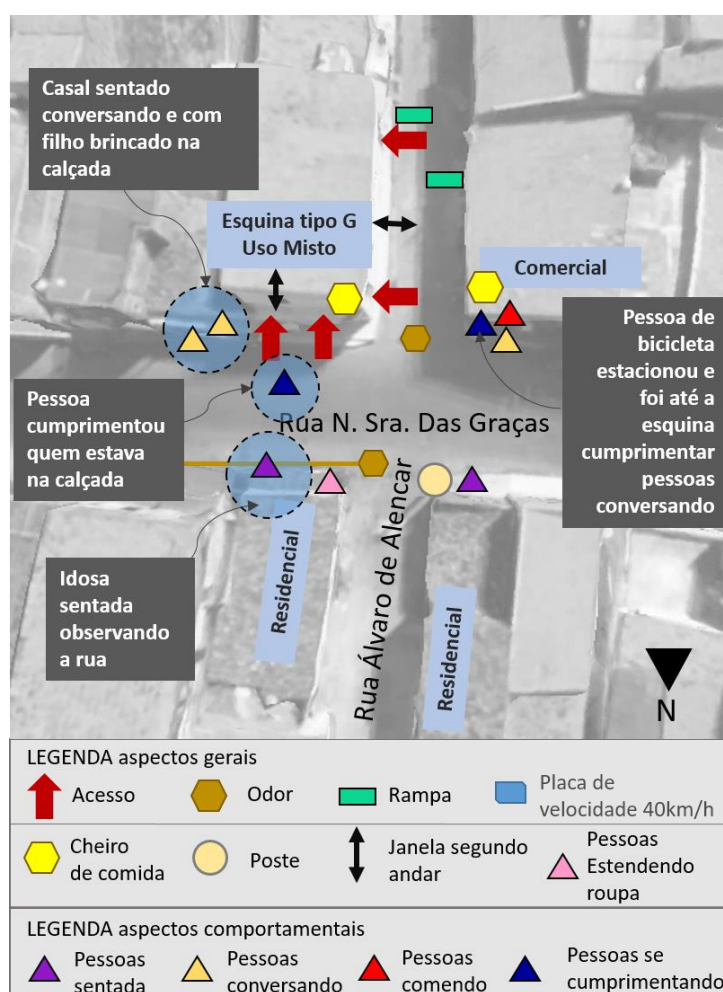 Casal sentado
conversando e com
filho brincado na
calçada
Esquina tipo G
Uso Misto
Comercial
Pessoa de
bicicleta
estacionou e
foi até a
esquina
cumprimentar
pessoas
conversando
Pessoa
cumprimentou
quem estava
na calçada
Rua N. Sra. Das Graças
Idosa
sentada
observando
a rua
Residencial
Rua Álvaro de Alencar
Residencial
N
LEGENDA aspectos gerais
Acesso
Odor
Rampa
Placa de
velocidade 40km/h
Cheiro
de comida
Poste
Janela segundo
andar
Pessoas
Estendendo
roupa
LEGENDA aspectos comportamentais
Pessoas
sentada
Pessoas
conversando
Pessoas
comendo
Pessoas se
cumprimentando